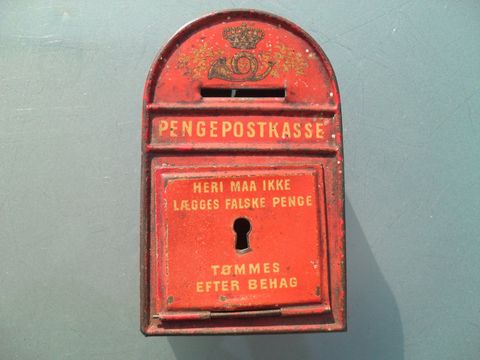 PENGEPOSTKASSE
HERI MAA IKKE
LÆGGES FALSKE PENGE
TØMMES
EFTER BEHAG